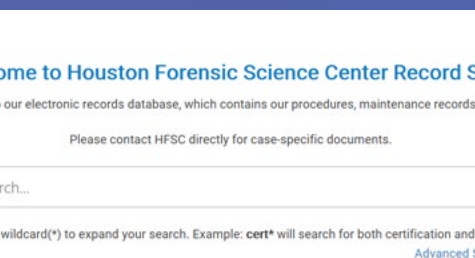 ome to Houston Forensic Science Center Record S
our electronic records database, which contains our procedures, maintenance records
Please contact HFSC directly for case-specific documents.
rch...
wildcard(*) to expand your search. Example: cert* will search for both certification and
Advanced S